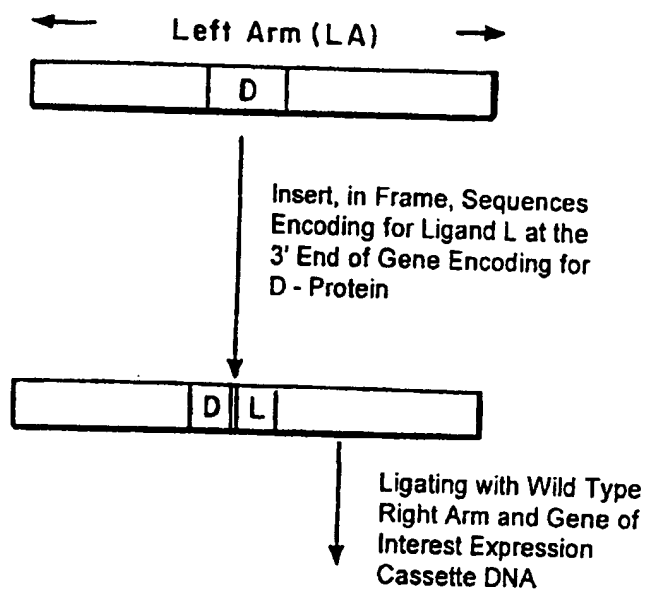 Left Arm (LA)
D
Insert, in Frame, Sequences
Encoding for Ligand L at the
3' End of Gene Encoding for
D - Protein
D L
Ligating with Wild Type
Right Arm and Gene of
Interest Expression
Cassette DNA